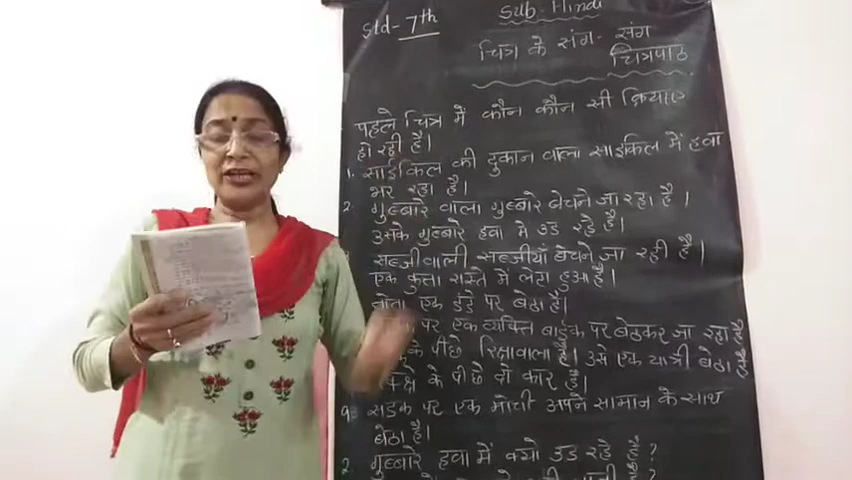 Std - 7th
Sub. Hindi
चित्र के संग - संग
चित्रपाठ
पहले चित्र में कौन कौन सी क्रियाएं
हो रही है।
1. साईकिल की दुकान वाला साइकिल में हवा
भर रहा है।
2. गुब्बारे वाला गुब्बारे बेचने जा रहा है।
उसके गुब्बारे हवा मे उड रहे है।
सब्जीवाली सब्जीयाँ बेचने जा रही है।
एक कुत्ता रास्ते में लेटा हुआ है।
तोता एक डंडे पर बैठा है।
पर एक व्यक्ति बाईक पर बेठकर जा रहा है
के पीछे रिक्षावाला है। उसे एक यात्री बेठा है
के पीछे दो कार है।
9. सडक पर एक मोची अपने सामान के साथ
बेठा है।
2. गुब्बारे हवा में क्यो उड रहे है?